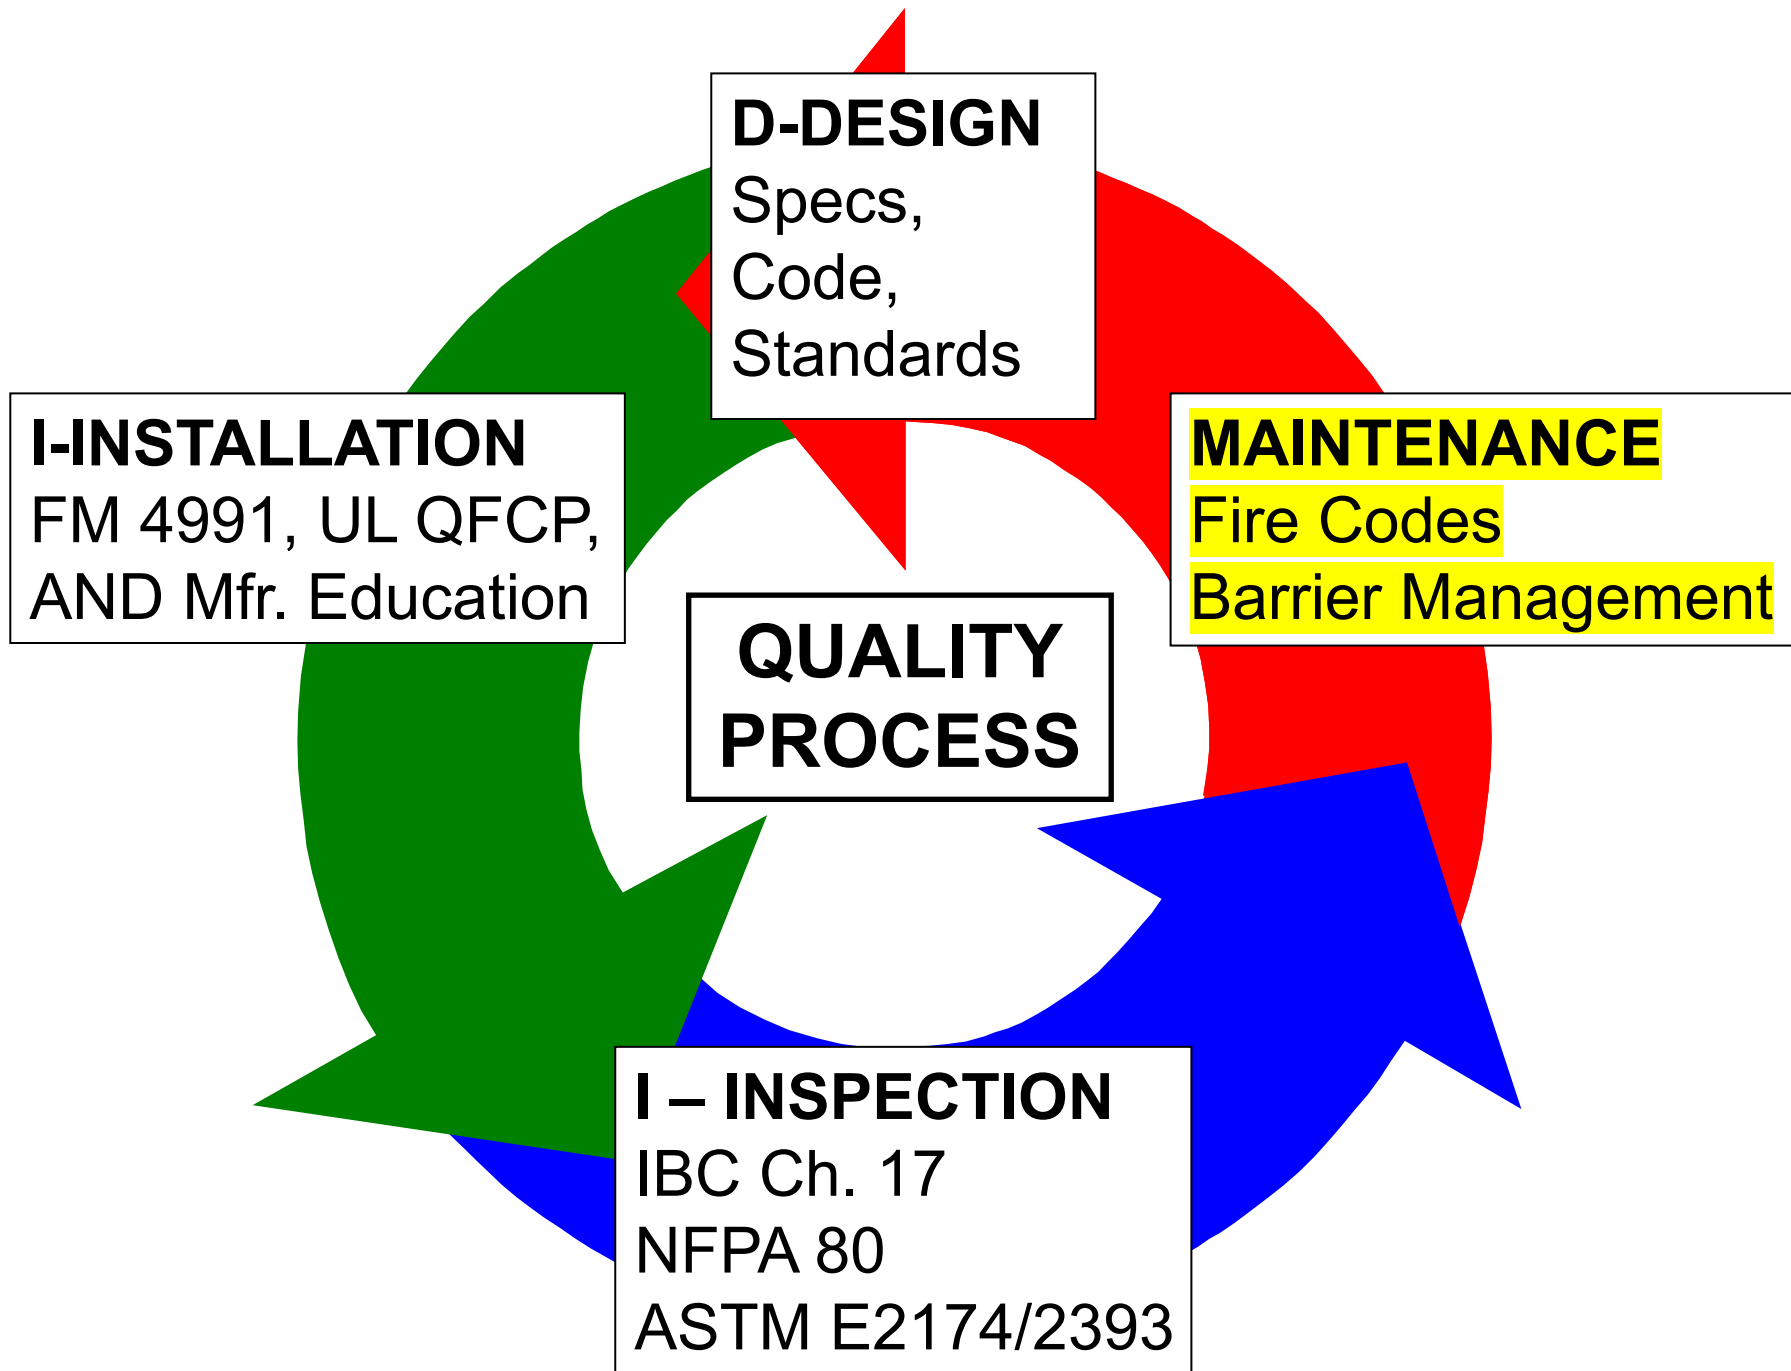 D-DESIGN
Specs,
Code,
Standards
I-INSTALLATION
FM 4991, UL QFCP,
AND Mfr. Education
MAINTENANCE
Fire Codes
Barrier Management
QUALITY
PROCESS
I – INSPECTION
IBC Ch. 17
NFPA 80
ASTM E2174/2393